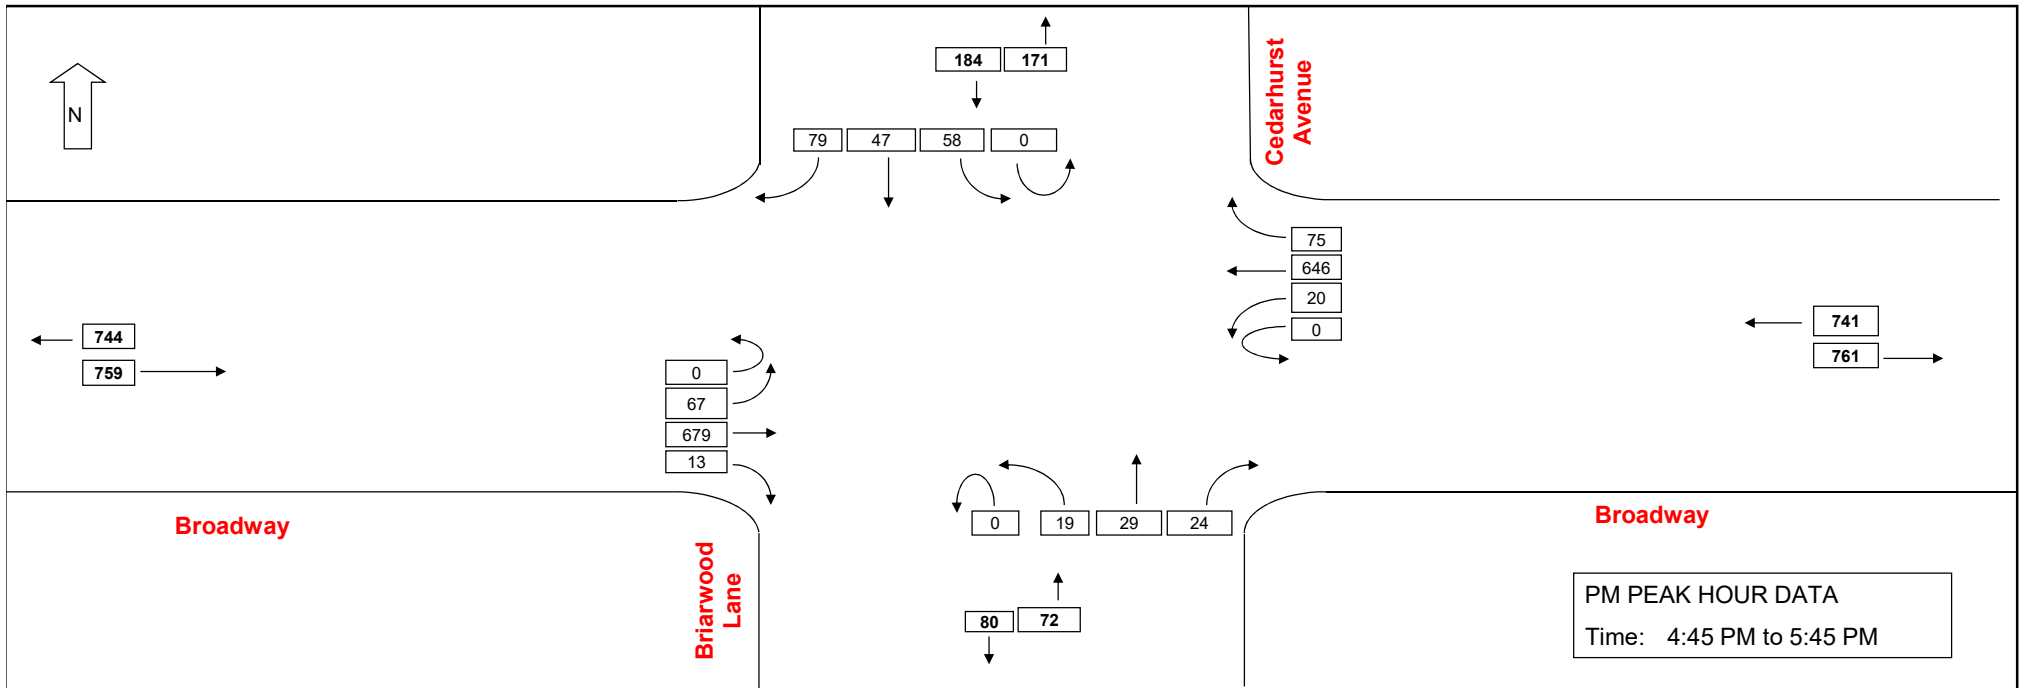 184 171
Cedarhurst
Avenue
N
79 47 58 0
75
646
20
0
744
759
741
761
0
67
679
13
0 19 29 24
Broadway
Broadway
Briarwood
Lane
80 72
PM PEAK HOUR DATA
Time: 4:45 PM to 5:45 PM